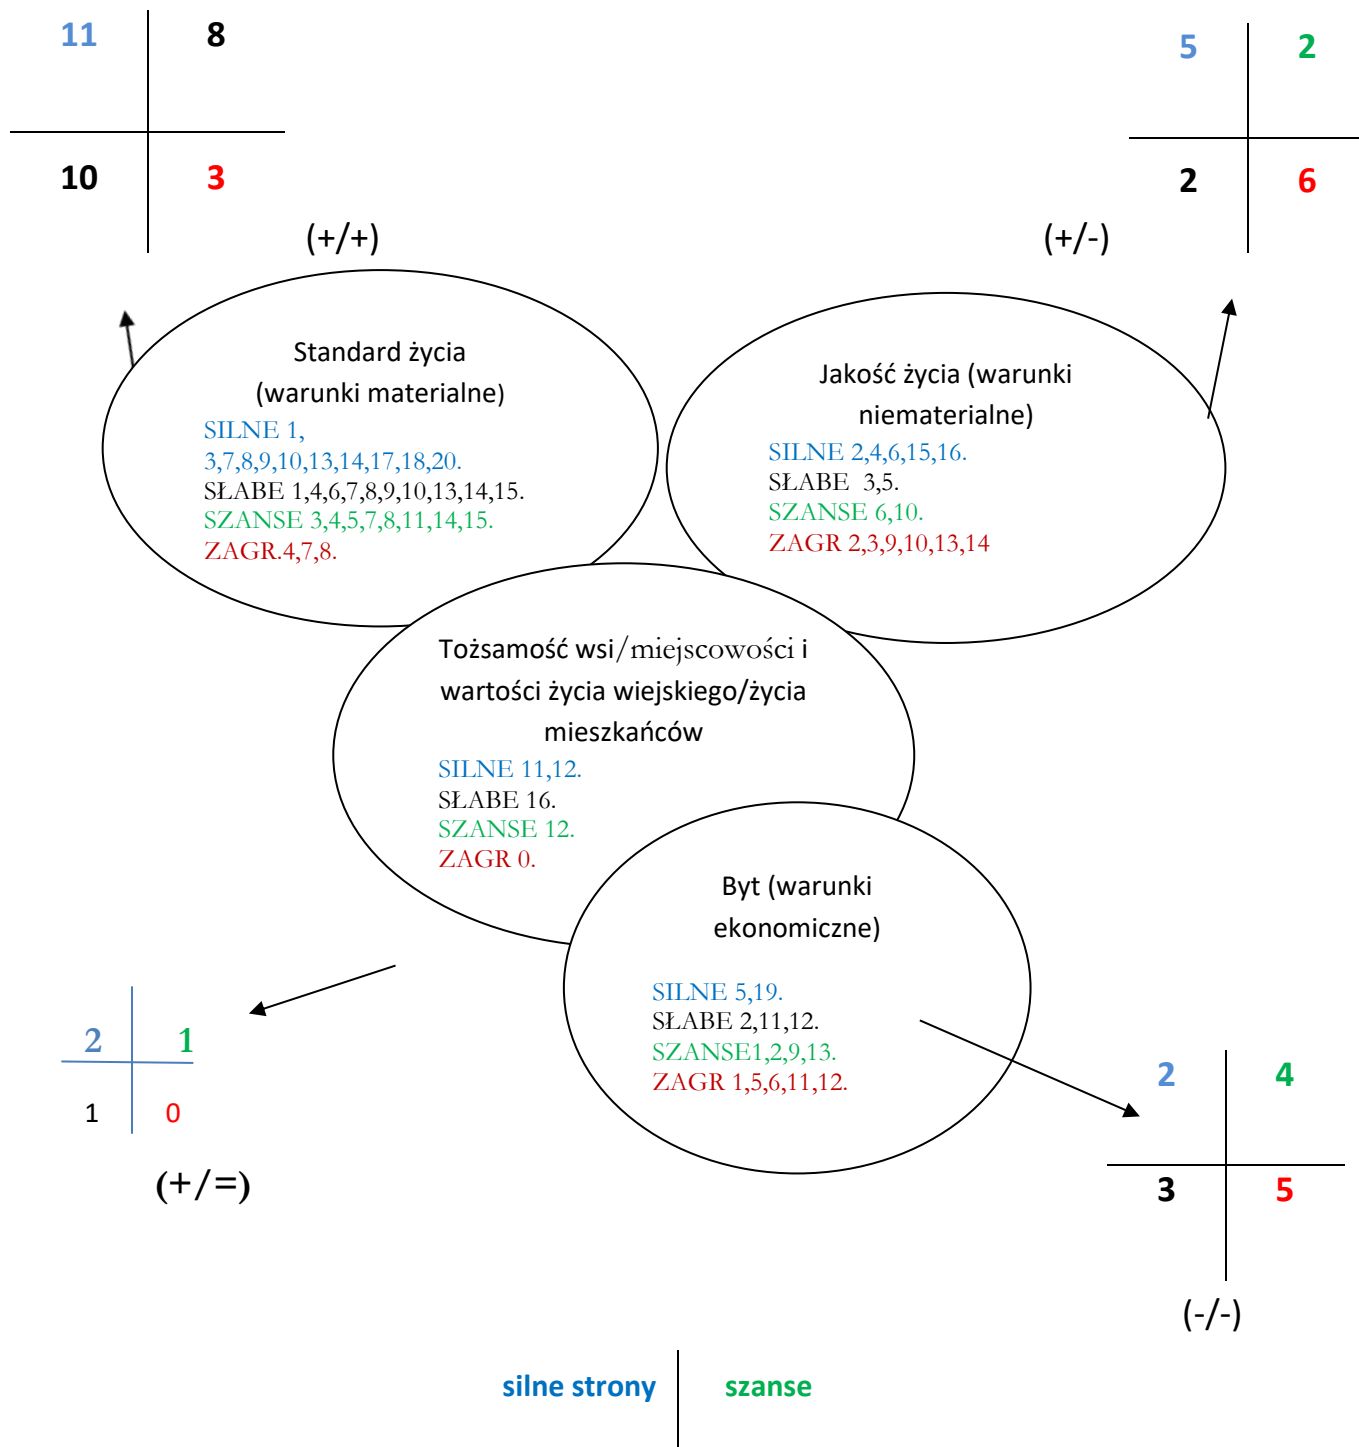 11 8
10 3
(+/+)
5 2
2 6
(+/-)
Standard życia
(warunki materialne)
SILNE 1,
3,7,8,9,10,13,14,17,18,20.
SŁABE 1,4,6,7,8,9,10,13,14,15.
SZANSE 3,4,5,7,8,11,14,15.
ZAGR.4,7,8.
Jakość życia (warunki
niematerialne)
SILNE 2,4,6,15,16.
SŁABE 3,5.
SZANSE 6,10.
ZAGR 2,3,9,10,13,14
Tożsamość wsi/miejscowości i
wartości życia wiejskiego/życia
mieszkańców
SILNE 11,12.
SŁABE 16.
SZANSE 12.
ZAGR 0.
Byt (warunki
ekonomiczne)
SILNE 5,19.
SŁABE 2,11,12.
SZANSE1,2,9,13.
ZAGR 1,5,6,11,12.
2 1
1 0
(+/=)
2 4
3 5
(-/-)
silne strony szanse